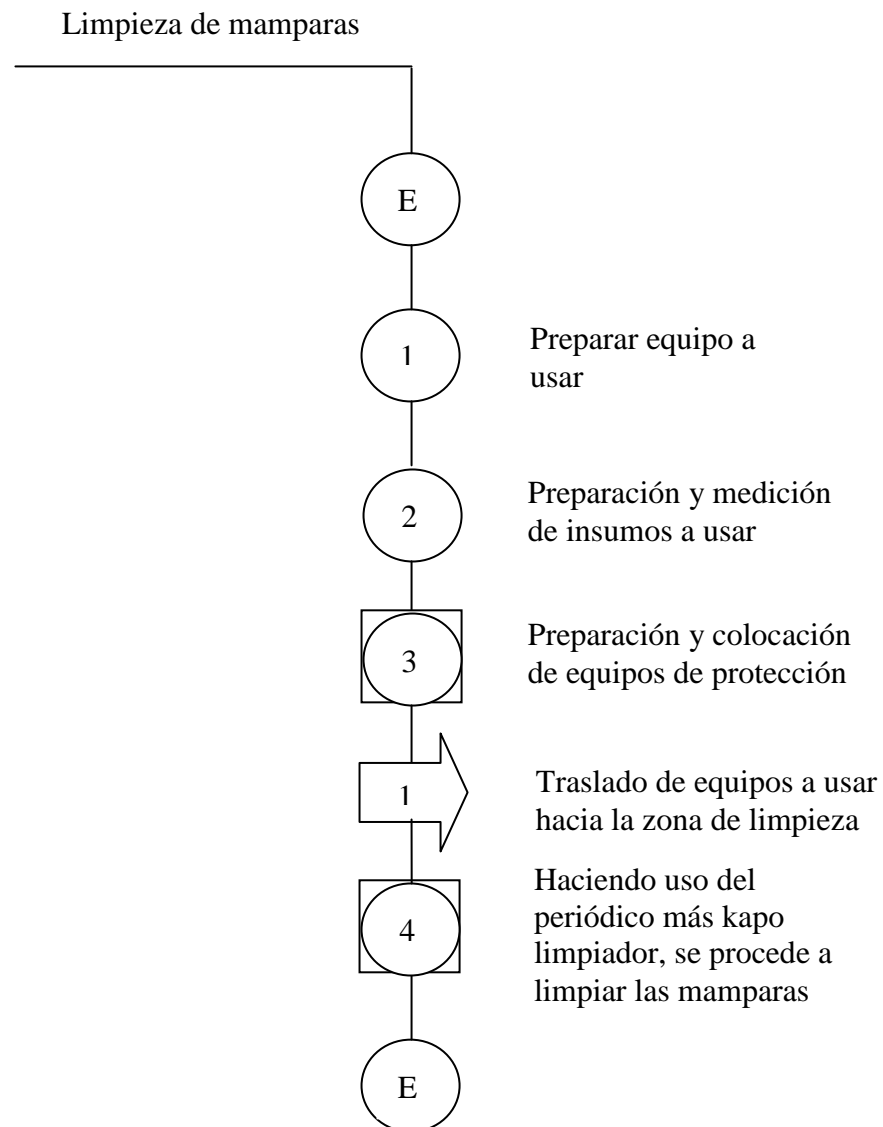 Limpieza de mamparas
E
1
Preparar equipo a
usar
2
Preparación y medición
de insumos a usar
3
Preparación y colocación
de equipos de protección
1
Traslado de equipos a usar
hacia la zona de limpieza
4
Haciendo uso del
periódico más kapo
limpiador, se procede a
limpiar las mamparas
E